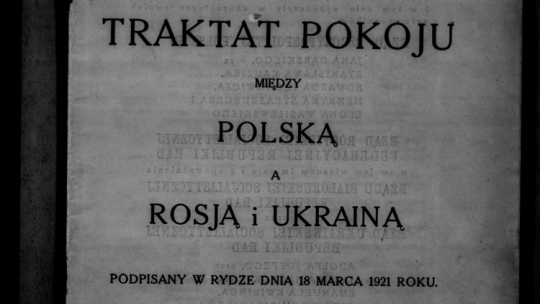 TRAKTAT POKOJU
MIĘDZY
POLSKĄ
A
ROSJĄ i UKRAINĄ
PODPISANY W RYDZE DNIA 18 MARCA 1921 ROKU.